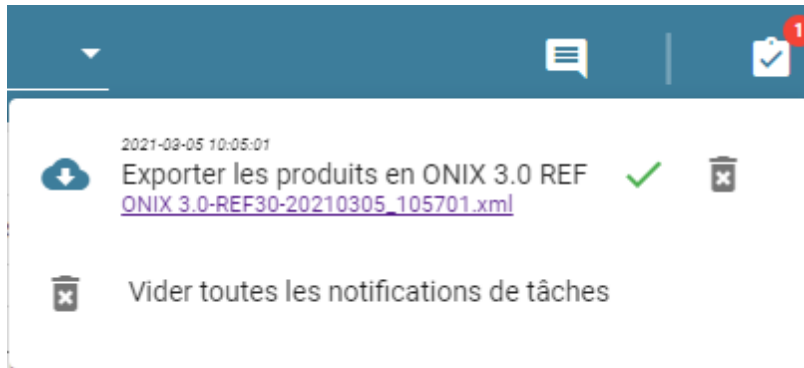 1
2021-03-05 10:05:01
Exporter les produits en ONIX 3.0 REF
ONIX 3.0-REF30-20210305_105701.xml
Vider toutes les notifications de tâches